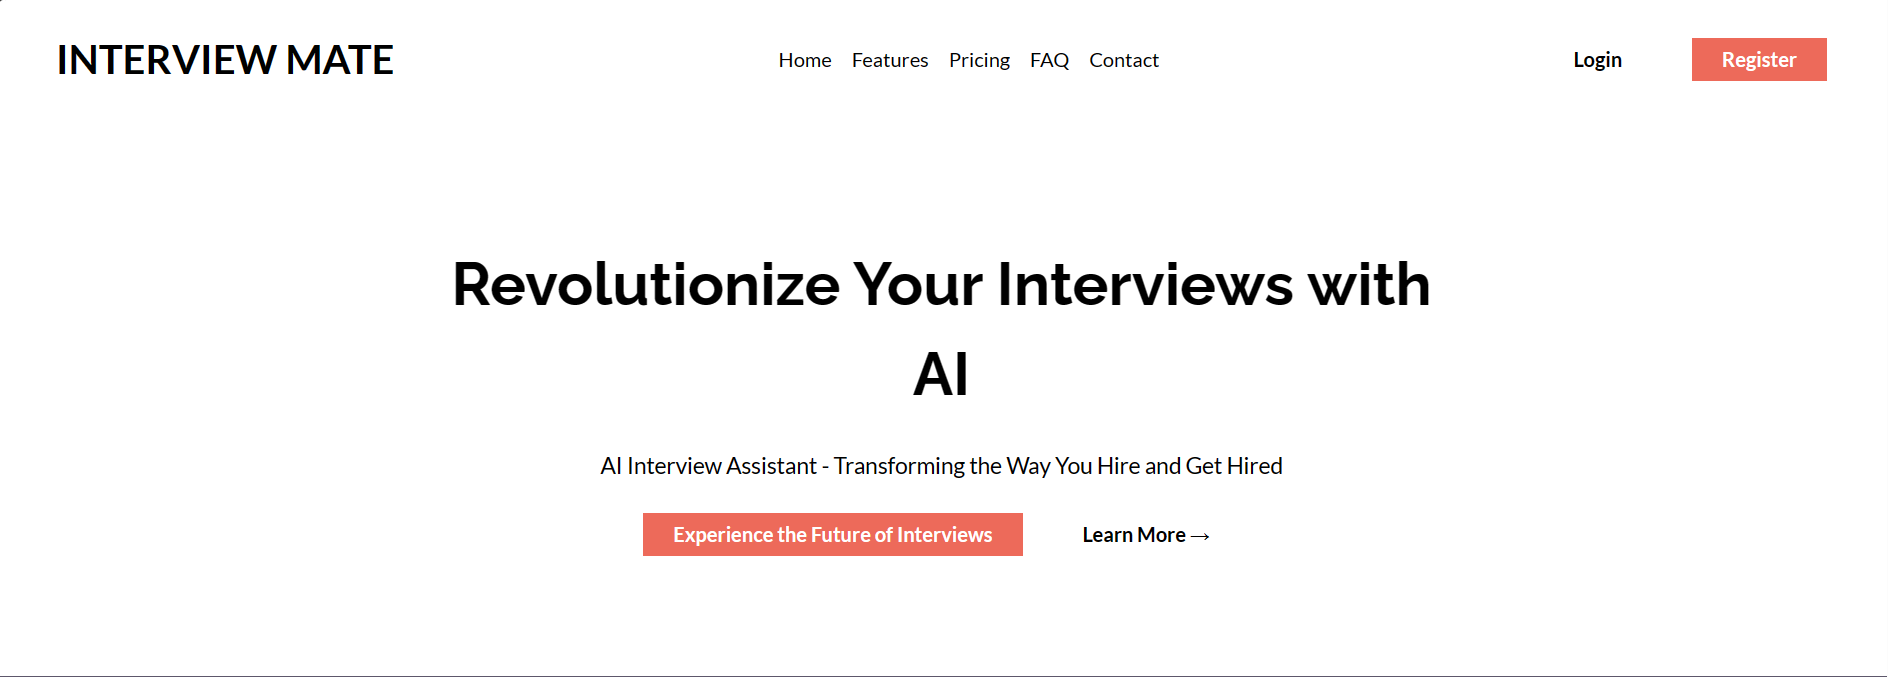 INTERVIEW MATE
Home Features Pricing FAQ Contact
Login
Register
Revolutionize Your Interviews with
AI
AI Interview Assistant - Transforming the Way You Hire and Get Hired
Experience the Future of Interviews
Learn More →